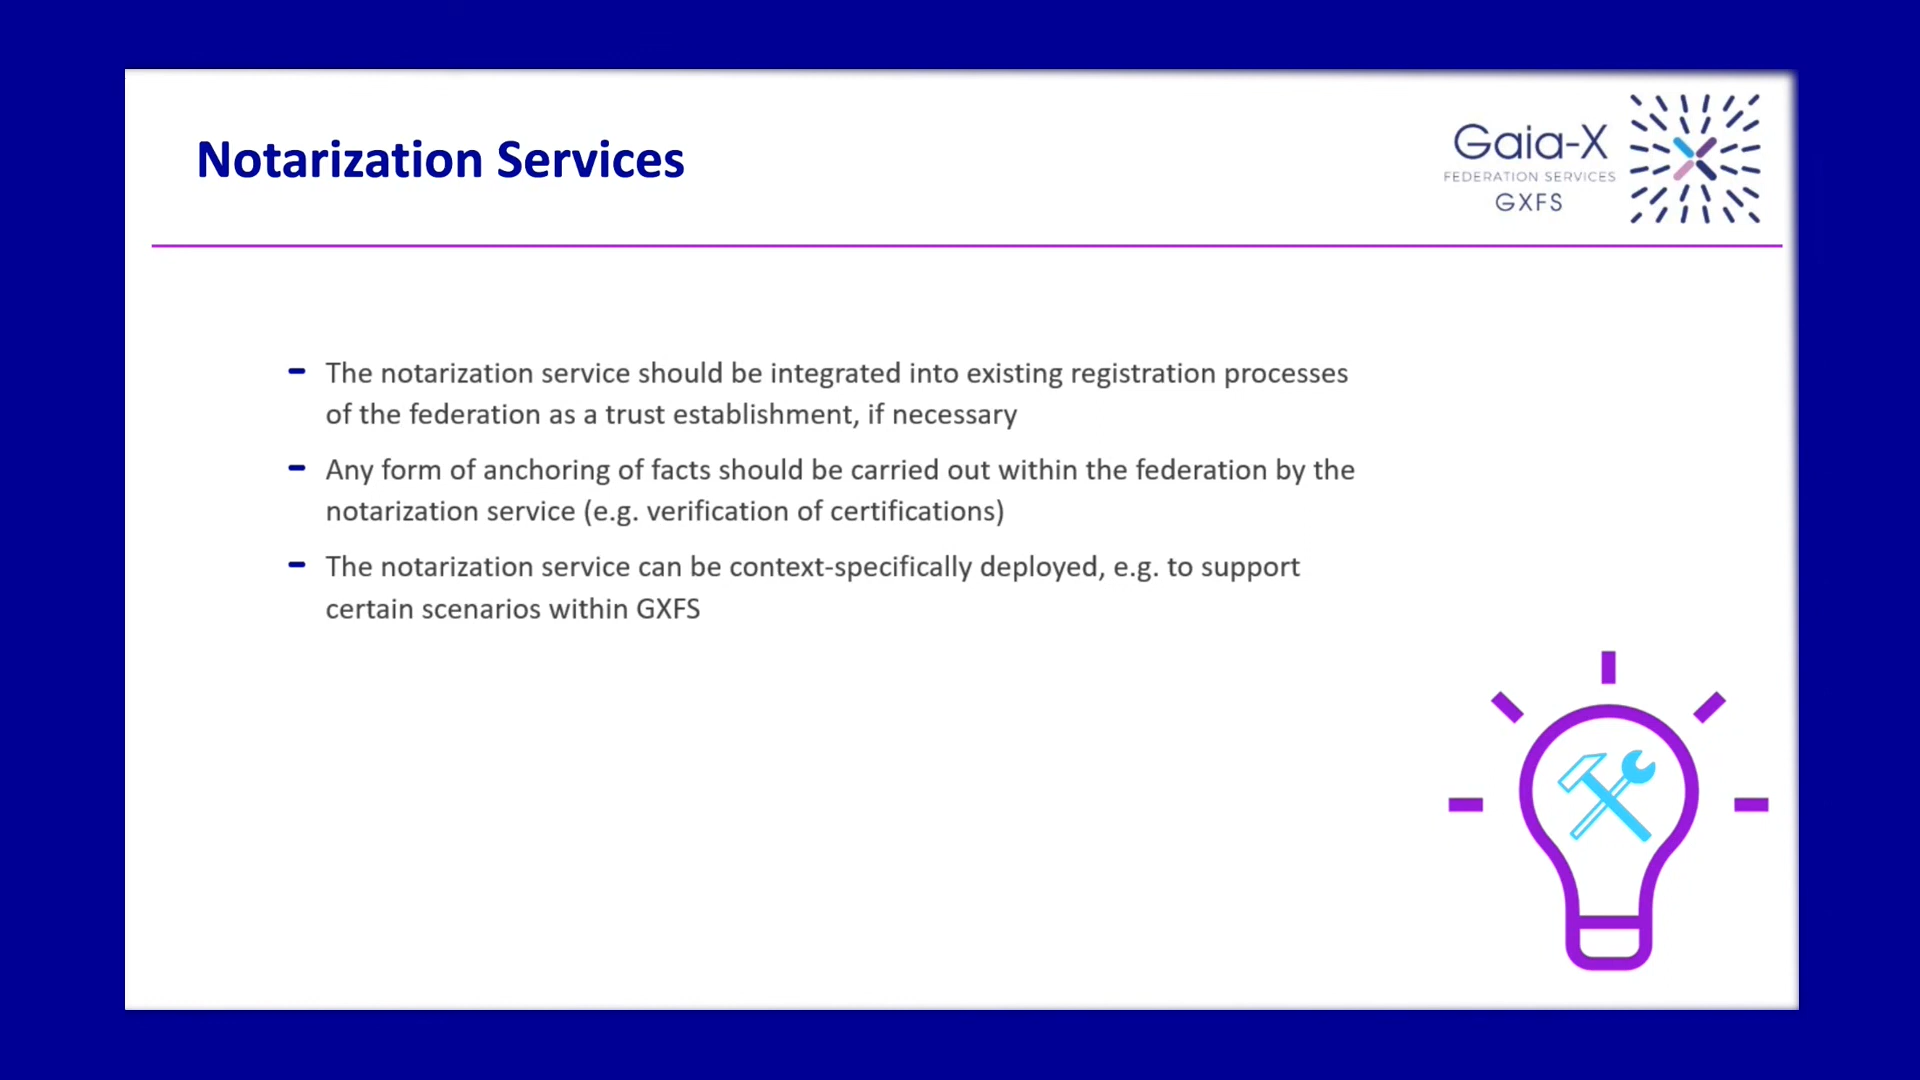 Notarization Services
Gaia-X
FEDERATION SERVICES
GXFS
- The notarization service should be integrated into existing registration processes
of the federation as a trust establishment, if necessary
- Any form of anchoring of facts should be carried out within the federation by the
notarization service (e.g. verification of certifications)
- The notarization service can be context-specifically deployed, e.g. to support
certain scenarios within GXFS